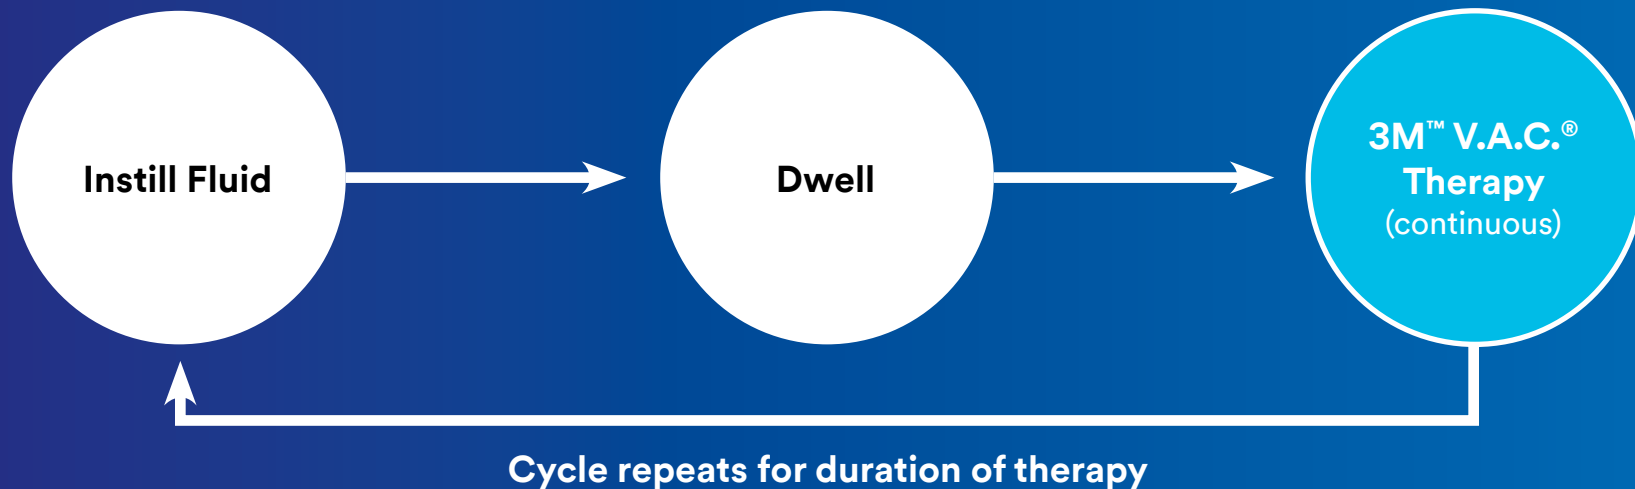 Instill Fluid
Dwell
3M™ V.A.C.®
Therapy
(continuous)
Cycle repeats for duration of therapy